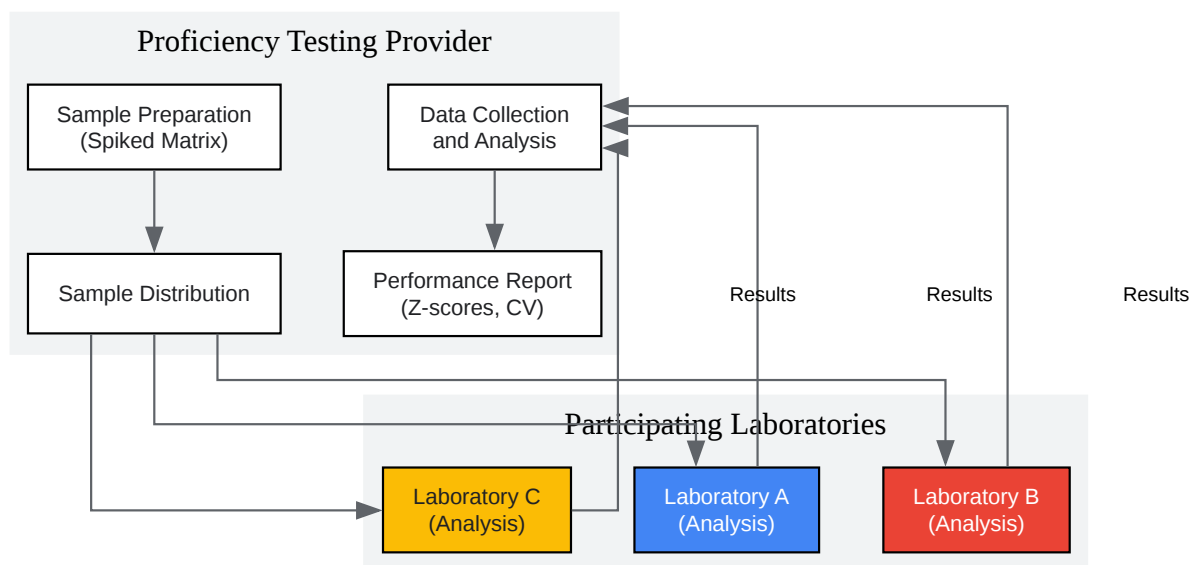 Proficiency Testing Provider
Sample Preparation
(Spiked Matrix)
Data Collection
and Analysis
Sample Distribution
Performance Report
(Z-scores, CV)
Results
Results
Results
Participating Laboratories
Laboratory C
(Analysis)
Laboratory A
(Analysis)
Laboratory B
(Analysis)